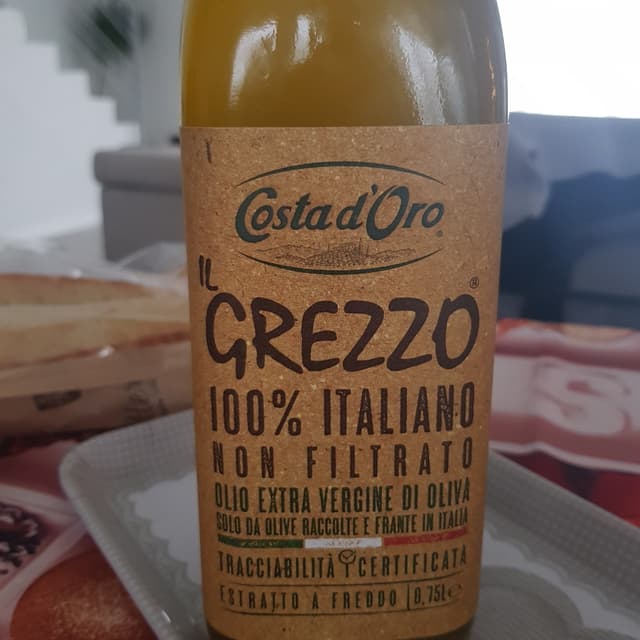 Costa d'Oro®
IL
GREZZO®
100% ITALIANO
NON FILTRATO
OLIO EXTRA VERGINE DI OLIVA
SOLO DA OLIVE RACCOLTE E FRANTE IN ITALIA
TRACCIABILITÀ CERTIFICATA
ESTRATTO A FREDDO 0,75L e